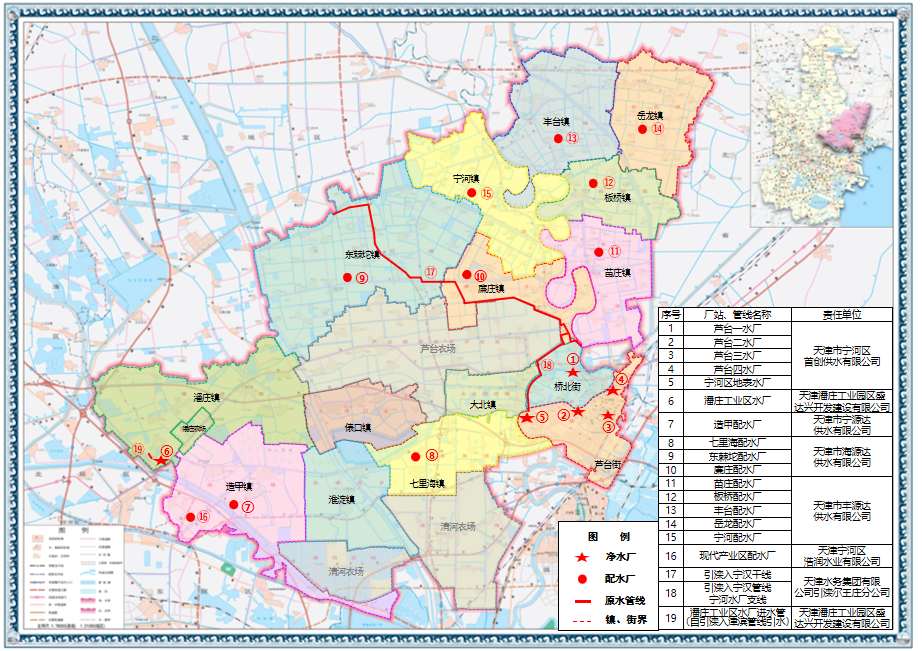 丰台镇
⑬
岳龙镇
⑭
宁河镇
⑮
⑫
板桥镇
⑪
苗庄镇
东棘坨镇
⑨
⑰
⑩
廉庄镇
芦台农场
①
⑱
桥北街
④
潘庄镇
潘庄农场
大北镇
⑤
②
③
俵口镇
⑲
⑥
⑧
七里海镇
芦台街
造甲镇
⑯
⑦
淮淀镇
清河农场
清河农场
序号 厂站、管线名称 责任单位
1 芦台一水厂
2 芦台二水厂
3 芦台三水厂
4 芦台四水厂
5 宁河区地表水厂
天津市宁河区
首创供水有限公司
6 潘庄工业区水厂
天津潘庄工业园区盛
达兴开发建设有限公司
7 造甲配水厂
天津市宁源达
供水有限公司
8 七里海配水厂
9 东棘坨配水厂
10 廉庄配水厂
天津市海源达
供水有限公司
11 苗庄配水厂
12 板桥配水厂
13 丰台配水厂
14 岳龙配水厂
15 宁河配水厂
天津市丰源达
供水有限公司
16 现代产业区配水厂
天津宁河区
浩润水业有限公司
17 引滦入宁汉干线
18 引滦入宁汉管线
宁河水厂支线
天津水务集团有限
公司引滦尔王庄分公司
19 潘庄工业区水厂进水管
(自引滦入津滨管线引水)
天津潘庄工业园区盛
达兴开发建设有限公司
图 例
净水厂
配水厂
原水管线
镇、街界
图 例